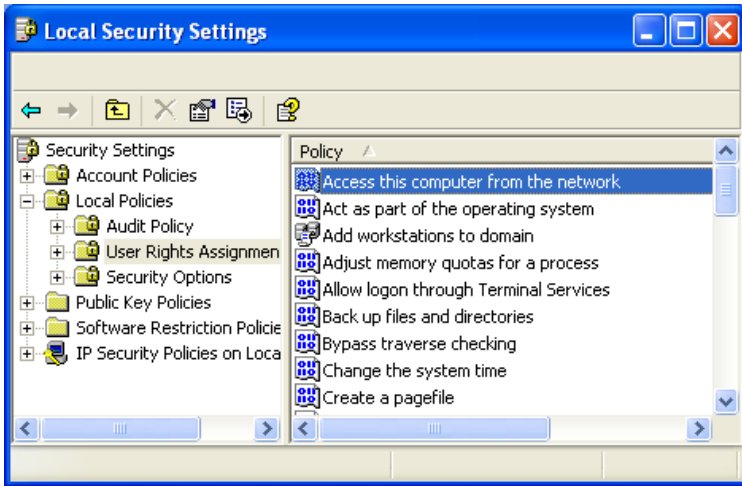 Local Security Settings
Security Settings
Account Policies
Local Policies
Audit Policy
User Rights Assignmen
Security Options
Public Key Policies
Software Restriction Policie
IP Security Policies on Loca
Policy
Access this computer from the network
Act as part of the operating system
Add workstations to domain
Adjust memory quotas for a process
Allow logon through Terminal Services
Back up files and directories
Bypass traverse checking
Change the system time
Create a pagefile